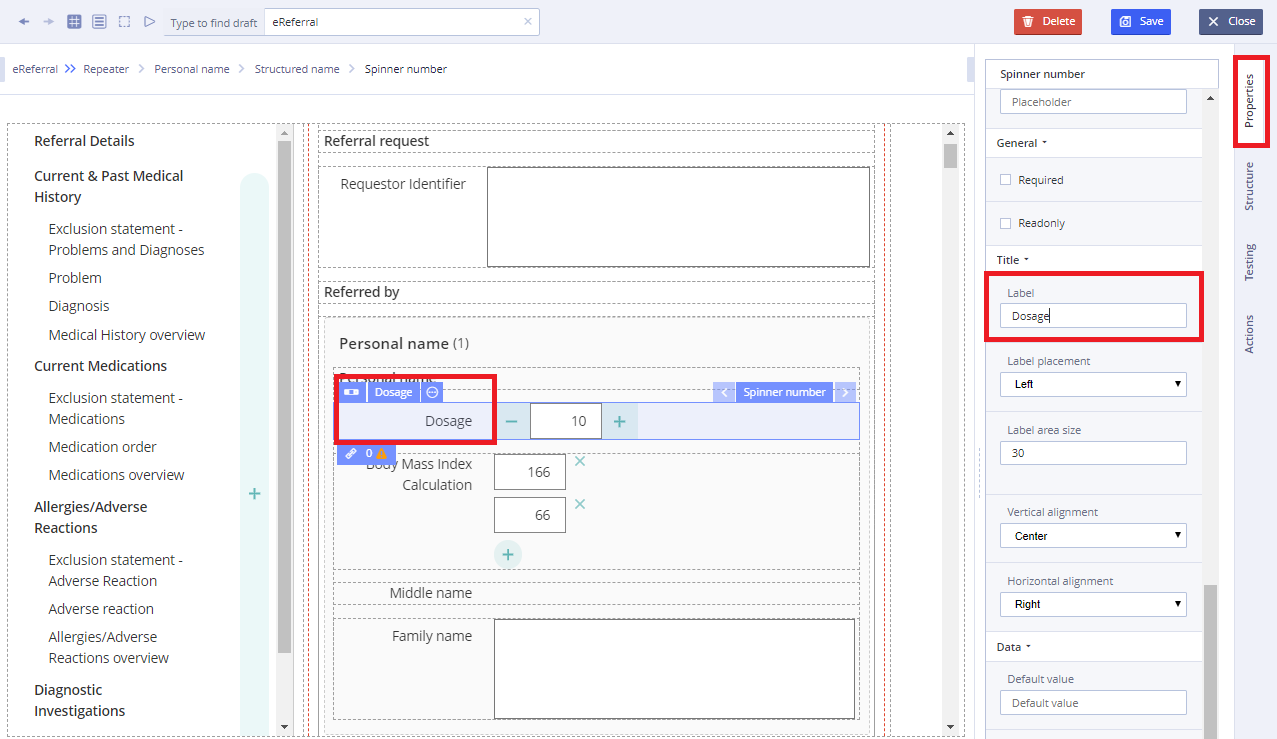 Type to find draft
eReferral
Delete
Save
Close
eReferral
Repeater
Personal name
Structured name
Spinner number
Referral Details
Current & Past Medical
History
Exclusion statement -
Problems and Diagnoses
Problem
Diagnosis
Medical History overview
Current Medications
Exclusion statement -
Medications
Medication order
Medications overview
Allergies/Adverse
Reactions
Exclusion statement -
Adverse Reaction
Adverse reaction
Allergies/Adverse
Reactions overview
Diagnostic
Investigations
Referral request
Requestor Identifier
Referred by
Personal name (1)
Personal name
Dosage
Spinner number
Dosage
10
0
Body Mass Index
Calculation
166
66
Middle name
Family name
Spinner number
Placeholder
General
Required
Readonly
Title
Label
Dosage
Label placement
Left
Label area size
30
Vertical alignment
Center
Horizontal alignment
Right
Data
Default value
Default value
Properties
Structure
Testing
Actions